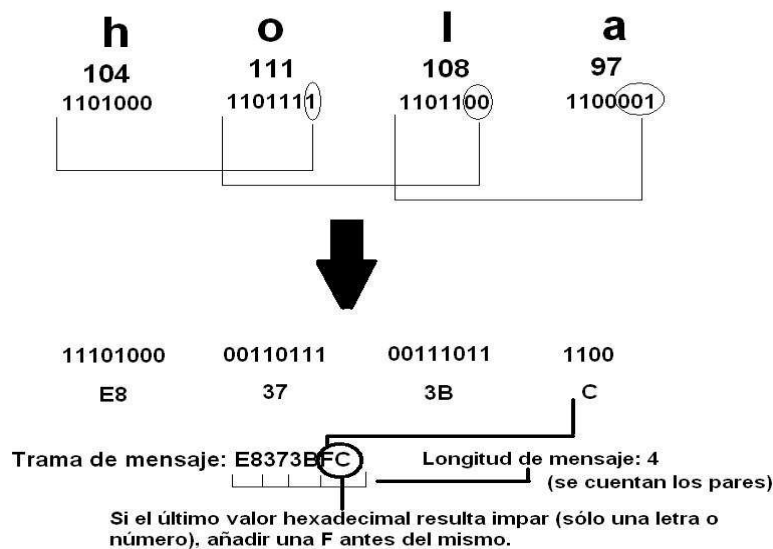 h o l a
104 111 108 97
1101000 1101111 1101100 1100001
11101000 00110111 00111011 1100
E8 37 3B C
Trama de mensaje: E8373BFC Longitud de mensaje: 4
(se cuentan los pares)
Si el último valor hexadecimal resulta impar (sólo una letra o
número), añadir una F antes del mismo.